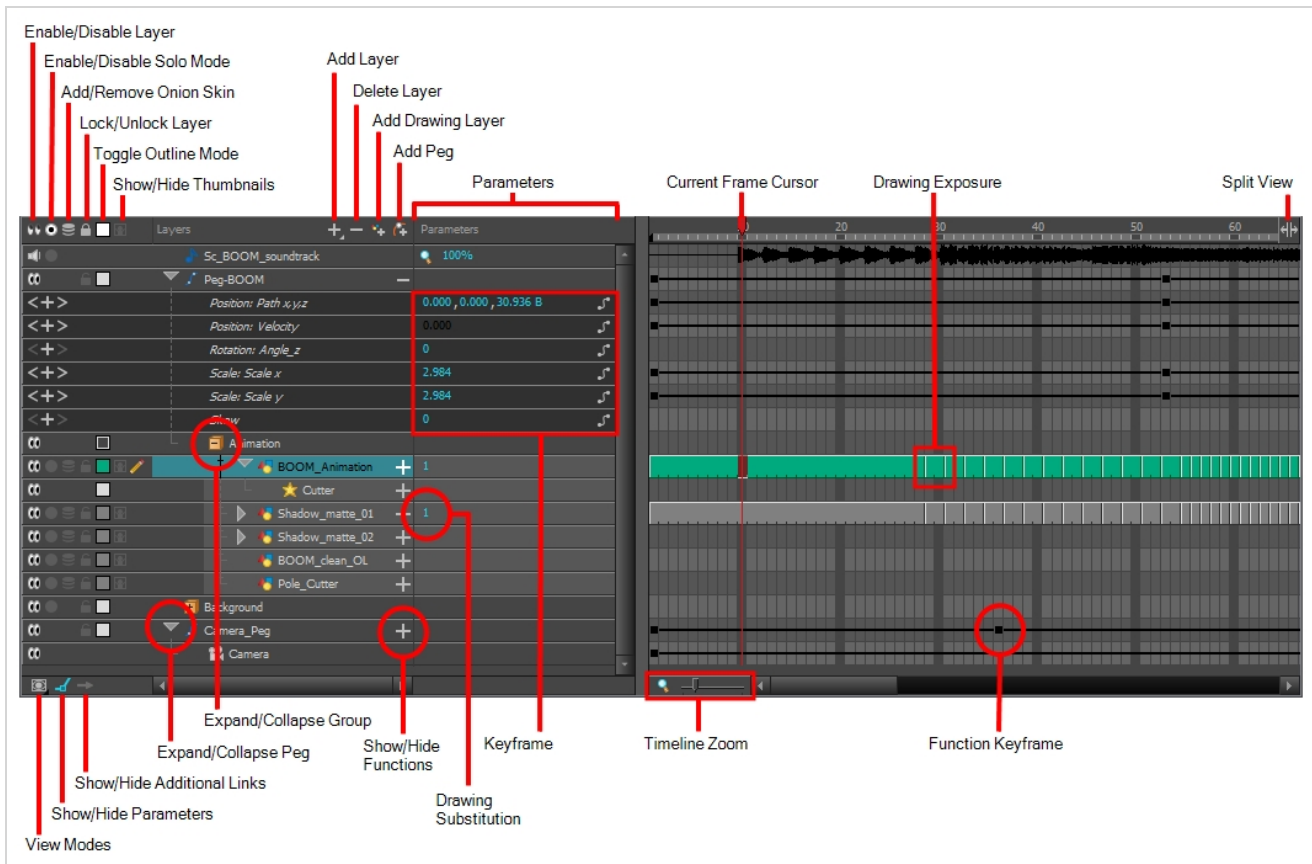 Enable/Disable Layer
Enable/Disable Solo Mode
Add Layer
Add/Remove Onion Skin
Delete Layer
Lock/Unlock Layer
Add Drawing Layer
Toggle Outline Mode
Add Peg
Show/Hide Thumbnails
Parameters
Current Frame Cursor
Drawing Exposure
Split View
Layers
Parameters
20
30
40
50
60
Sc_BOOM_soundtrack
100%
Peg-BOOM
Position: Path x,y,z
0.000 , 0.000 , 30.936 B
Position: Velocity
0.000
Rotation: Angle_z
0
Scale: Scale x
2.984
Scale: Scale y
2.984
Skew
0
Animation
BOOM_Animation
1
Cutter
Shadow_matte_01
1
Shadow_matte_02
BOOM_clean_OL
Pole_Cutter
Background
Camera_Peg
Camera
Expand/Collapse Group
Expand/Collapse Peg
Show/Hide
Functions
Keyframe
Timeline Zoom
Function Keyframe
Show/Hide Additional Links
Show/Hide Parameters
Drawing
Substitution
View Modes